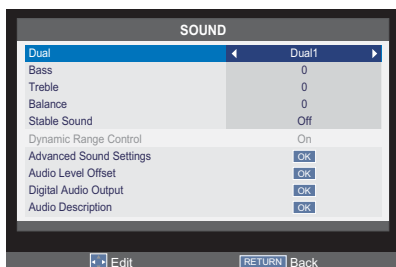 SOUND
Dual Dual1
Bass 0
Treble 0
Balance 0
Stable Sound Off
Dynamic Range Control On
Advanced Sound Settings OK
Audio Level Offset OK
Digital Audio Output OK
Audio Description OK
Edit RETURN Back